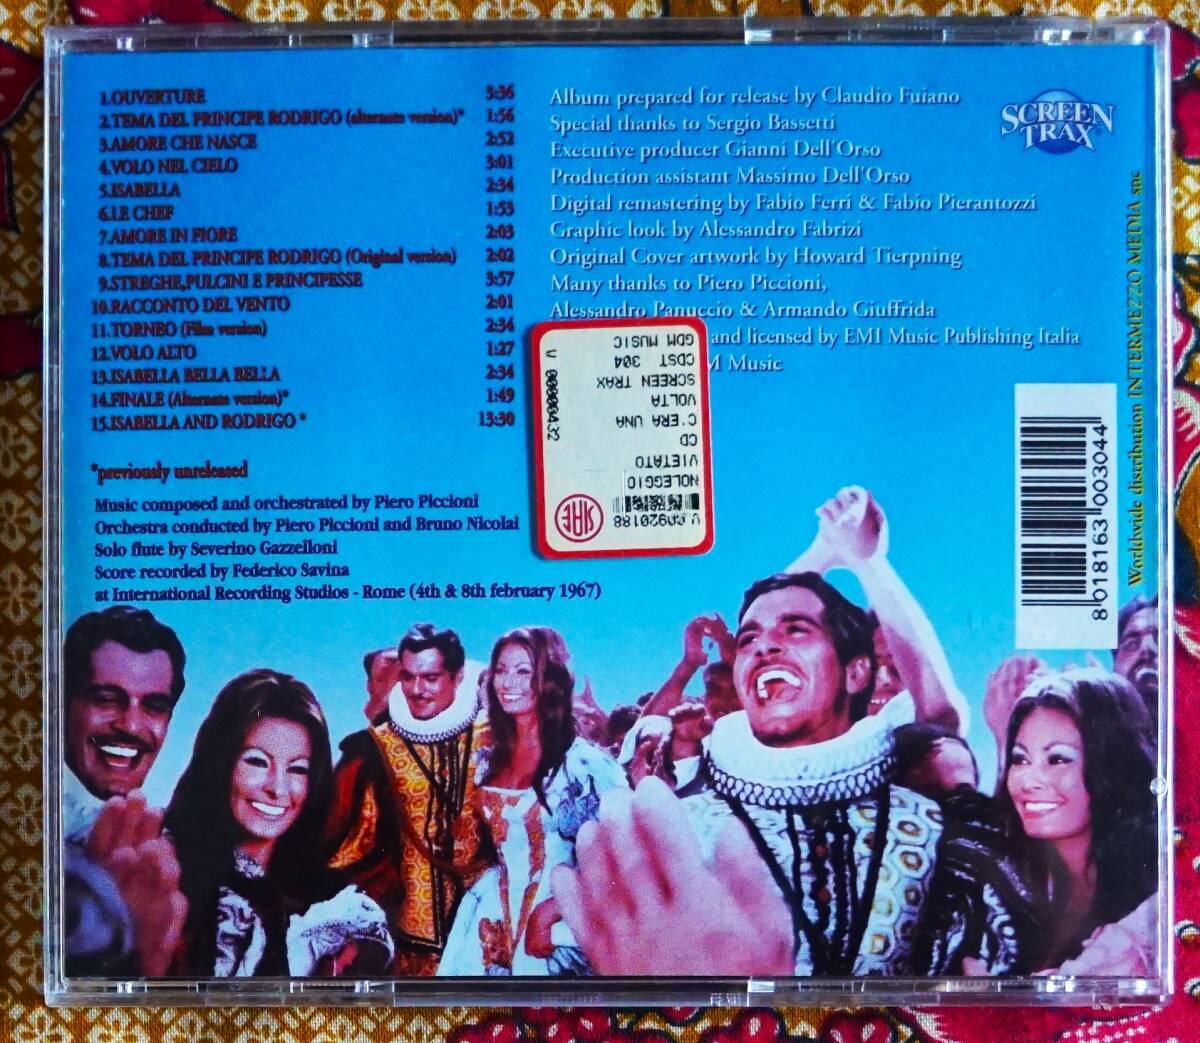 1.OUVERTURE 3:36
2.TEMA DEL PRINCIPE RODRIGO (alternate version)* 1:56
3.AMORE CHE NASCE 2:52
4.VOLO NEL CIELO 3:01
5.ISABELLA 2:34
6.LE CHEF 1:53
7.AMORE IN FIORE 2:03
8.TEMA DEL PRINCIPE RODRIGO (Original version) 2:02
9.STREGHE,PULCINI E PRINCIPESSE 3:57
10.RACCONTO DEL VENTO 2:01
11.TORNEO (Film version) 2:34
12.VOLO ALTO 1:27
13.ISABELLA BELLA BELLA 2:34
14.FINALE (Alternate version)* 1:49
15.ISABELLA AND RODRIGO * 13:30
*previously unreleased
Music composed and orchestrated by Piero Piccioni
Orchestra conducted by Piero Piccioni and Bruno Nicolai
Solo flute by Severino Gazzelloni
Score recorded by Federico Savina
at International Recording Studios - Rome (4th & 8th february 1967)
Album prepared for release by Claudio Fuiano
Special thanks to Sergio Bassetti
Executive producer Gianni Dell'Orso
Production assistant Massimo Dell'Orso
Digital remastering by Fabio Ferri & Fabio Pierantozzi
Graphic look by Alessandro Fabrizi
Original Cover artwork by Howard Tierpning
Many thanks to Piero Piccioni,
Alessandro Panuccio & Armando Giuffrida
and licensed by EMI Music Publishing Italia
M Music
SCREEN
TRAX
V 00920188
NOLEGGIO
VIETATO
CD
C'ERA UNA
VOLTA
SCREEN TRAX
CDST 304
GDM MUSIC
V 00000432
SIAE
8 018163 003044
Worldwide distribution INTERMEZZO MEDIA snc